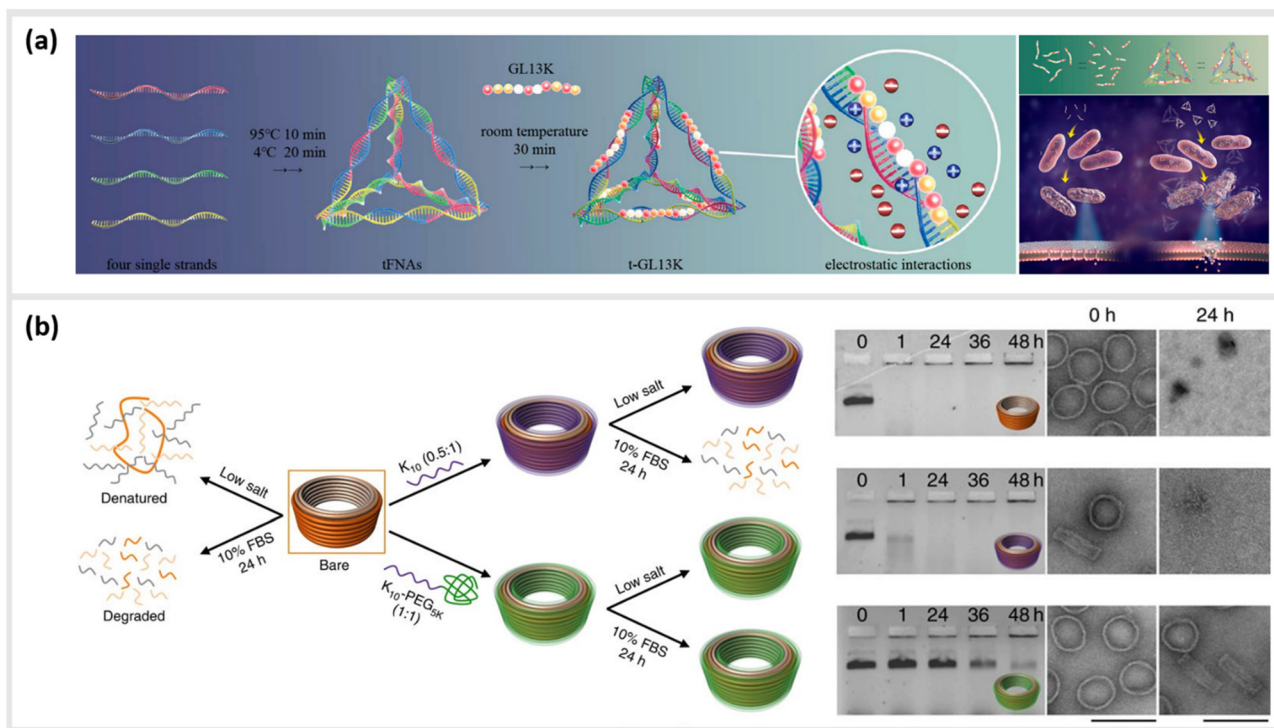 (a)
GL13K
95℃ 10 min
4℃ 20 min
room temperature
30 min
four single strands
tFNAs
t-GL13K
electrostatic interactions
(b)
Denatured
Degraded
Low salt
10% FBS
24 h
Bare
K10 (0.5:1)
K10-PEG5K
(1:1)
Low salt
10% FBS
24 h
Low salt
10% FBS
24 h
0 h 24 h
0 1 24 36 48 h
0 1 24 36 48 h
0 1 24 36 48 h